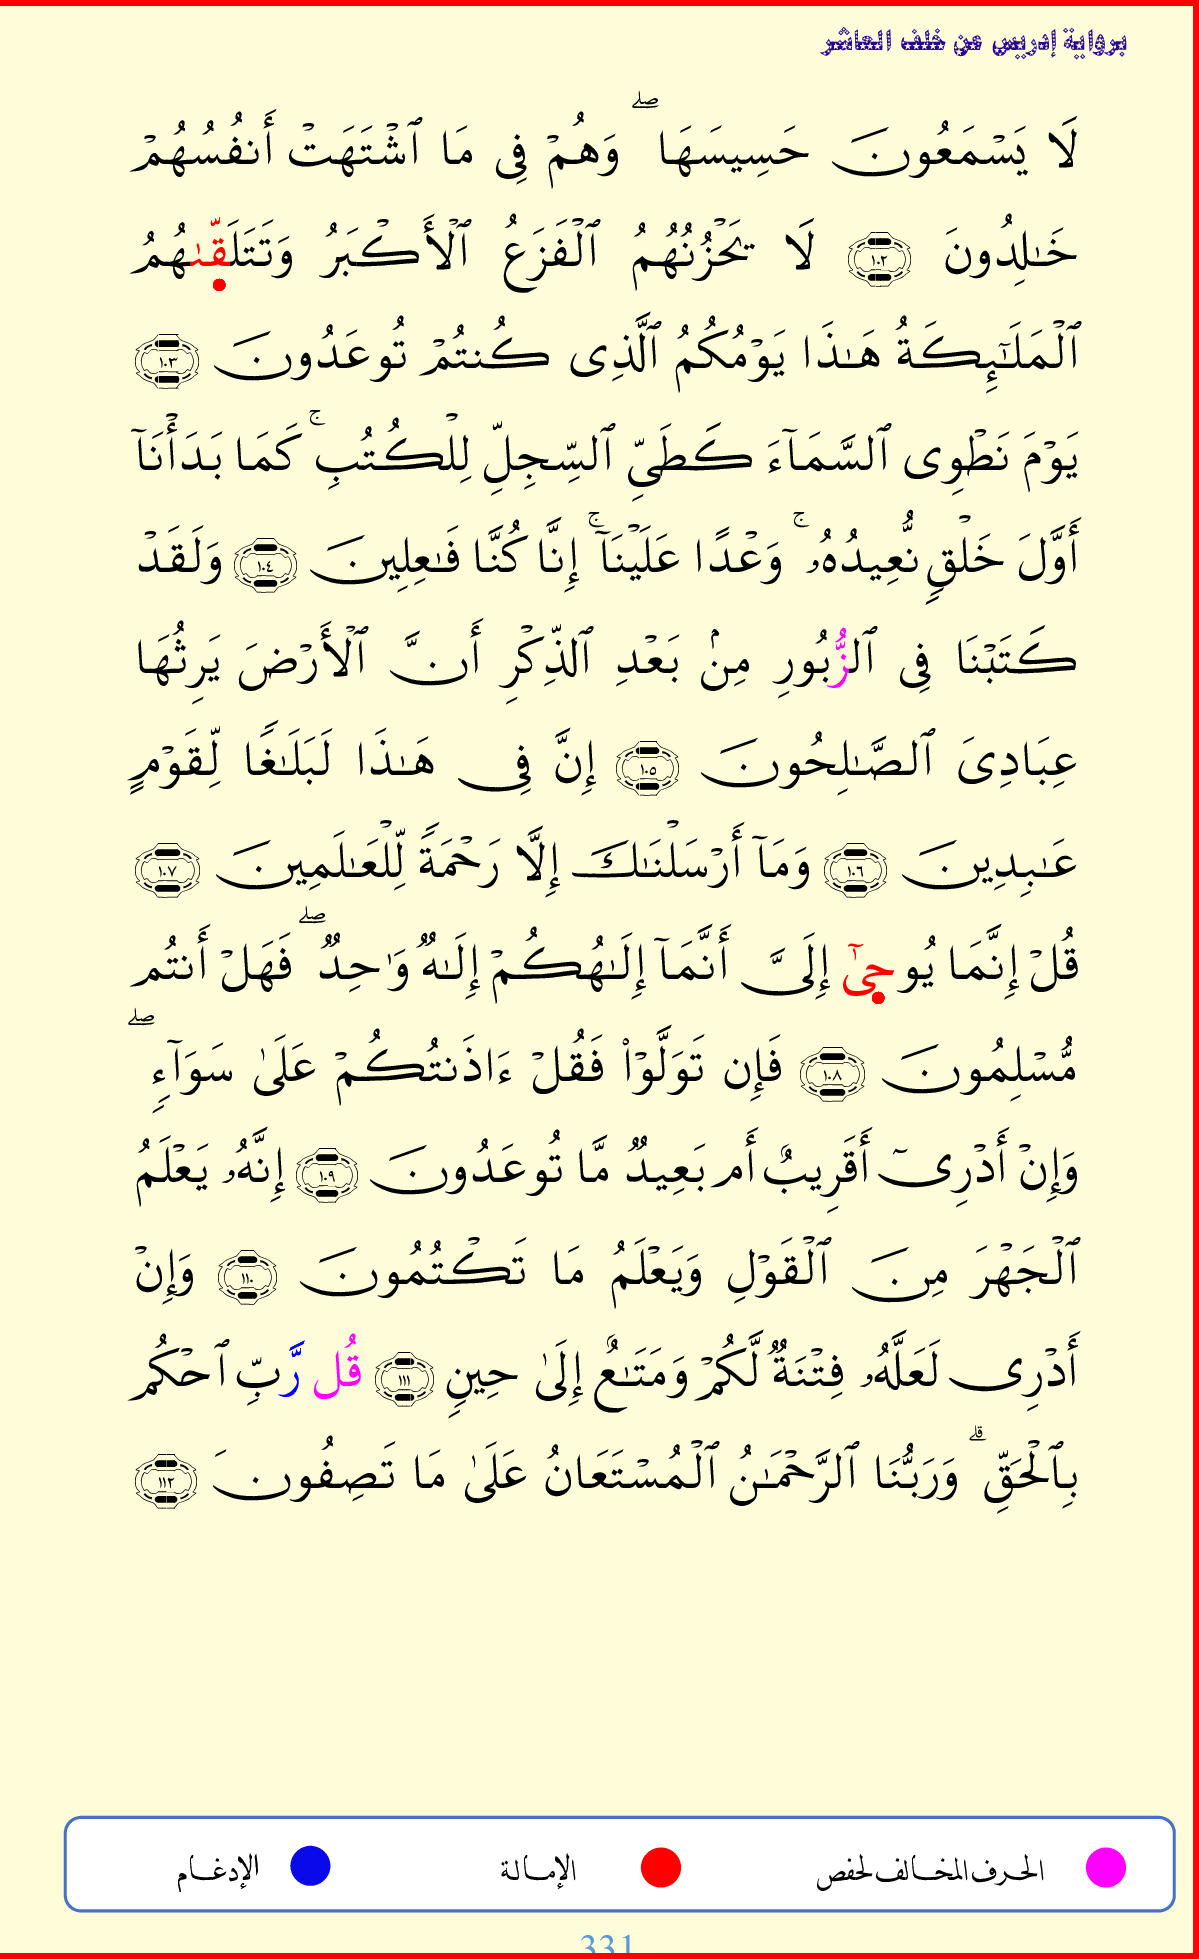 برواية إدريس عن خلف العاشر
لَا يَسْمَعُونَ حَسِيسَهَا ۖ وَهُمْ فِى مَا ٱشْتَهَتْ أَنفُسُهُمْ
خَـٰلِدُونَ ١٠٢ لَا يَحْزُنُهُمُ ٱلْفَزَعُ ٱلْأَكْبَرُ وَتَتَلَقَّىٰهُمُ
ٱلْمَلَـٰٓئِكَةُ هَـٰذَا يَوْمُكُمُ ٱلَّذِى كُنتُمْ تُوعَدُونَ ١٠٣
يَوْمَ نَطْوِى ٱلسَّمَآءَ كَطَىِّ ٱلسِّجِلِّ لِلْكُتُبِ ۚ كَمَا بَدَأْنَآ
أَوَّلَ خَلْقٍ نُّعِيدُهُۥ ۚ وَعْدًا عَلَيْنَآ ۚ إِنَّا كُنَّا فَـٰعِلِينَ ١٠٤ وَلَقَدْ
كَتَبْنَا فِى ٱلزُّبُورِ مِنۢ بَعْدِ ٱلذِّكْرِ أَنَّ ٱلْأَرْضَ يَرِثُهَا
عِبَادِىَ ٱلصَّـٰلِحُونَ ١٠٥ إِنَّ فِى هَـٰذَا لَبَلَـٰغًا لِّقَوْمٍ
عَـٰبِدِينَ ١٠٦ وَمَآ أَرْسَلْنَـٰكَ إِلَّا رَحْمَةً لِّلْعَـٰلَمِينَ ١٠٧
قُلْ إِنَّمَا يُوحَىٰٓ إِلَىَّ أَنَّمَآ إِلَـٰهُكُمْ إِلَـٰهٌ وَٰحِدٌ ۖ فَهَلْ أَنتُم
مُّسْلِمُونَ ١٠٨ فَإِن تَوَلَّوْا۟ فَقُلْ ءَاذَنتُكُمْ عَلَىٰ سَوَآءٍ ۖ
وَإِنْ أَدْرِىٓ أَقَرِيبٌ أَم بَعِيدٌ مَّا تُوعَدُونَ ١٠٩ إِنَّهُۥ يَعْلَمُ
ٱلْجَهْرَ مِنَ ٱلْقَوْلِ وَيَعْلَمُ مَا تَكْتُمُونَ ١١٠ وَإِنْ
أَدْرِى لَعَلَّهُۥ فِتْنَةٌ لَّكُمْ وَمَتَـٰعٌ إِلَىٰ حِينٍ ١١١ قُل رَّبِّ ٱحْكُم
بِٱلْحَقِّ ۗ وَرَبُّنَا ٱلرَّحْمَـٰنُ ٱلْمُسْتَعَانُ عَلَىٰ مَا تَصِفُونَ ١١٢
الحرف المخالف لحفص الإمالة الإدغام
331